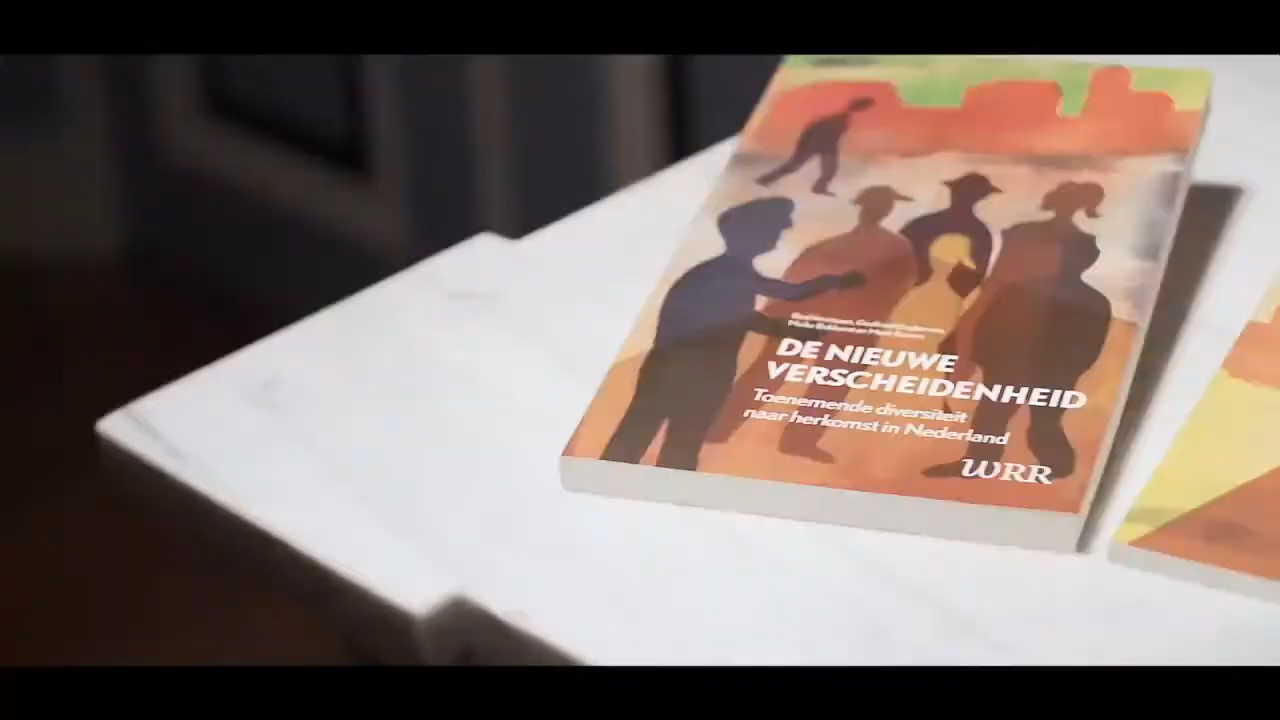 DE NIEUWE
VERSCHEIDENHEID
Toenemende diversiteit
naar herkomst in Nederland
WRR